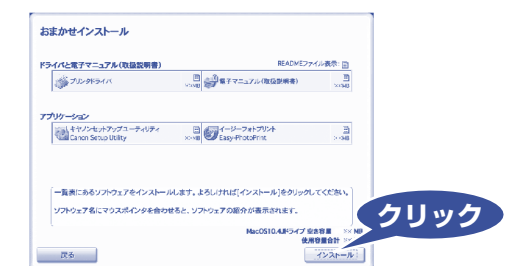 おまかせインストール
ドライバと電子マニュアル(取扱説明書)
READMEファイル表示:
プリンタドライバ
××MB
電子マニュアル(取扱説明書)
××MB
アプリケーション
キヤノンセットアップユーティリティ
Canon Setup Utility
××MB
イージーフォトプリント
Easy-PhotoPrint
××MB
一覧表にあるソフトウェアをインストールします。よろしければ[インストール]をクリックしてください。
ソフトウェア名にマウスポインタを合わせると、ソフトウェアの紹介が表示されます。
クリック
MacOS10.4.8ドライブ 空き容量 ×× MB
使用容量合計 ××
戻る
インストール